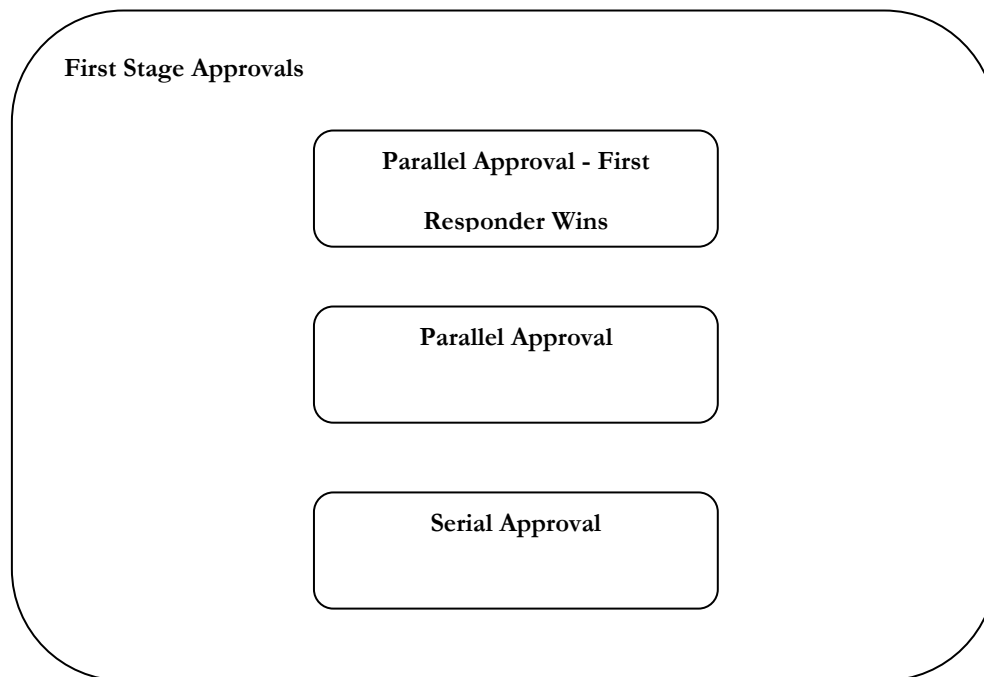 First Stage Approvals
Parallel Approval - First
Responder Wins
Parallel Approval
Serial Approval